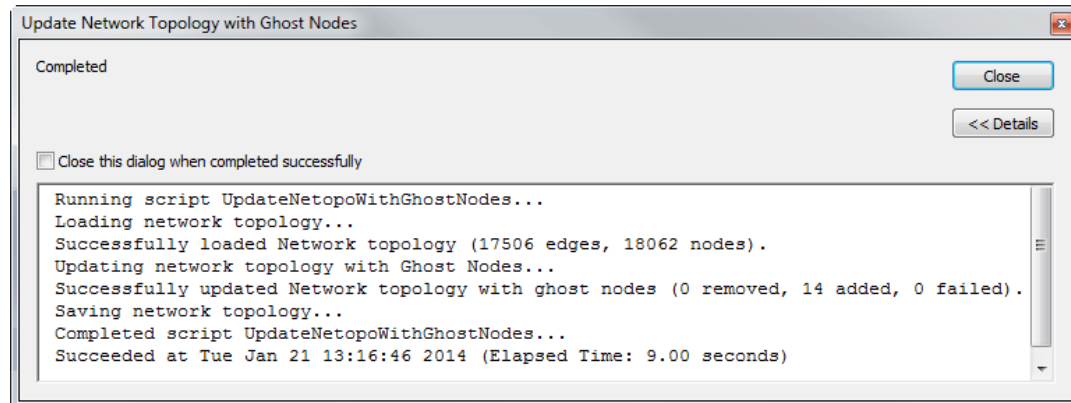 Update Network Topology with Ghost Nodes
Completed
Close
<< Details
Close this dialog when completed successfully
Running script UpdateNetopoWithGhostNodes...
Loading network topology...
Successfully loaded Network topology (17506 edges, 18062 nodes).
Updating network topology with Ghost Nodes...
Successfully updated Network topology with ghost nodes (0 removed, 14 added, 0 failed).
Saving network topology...
Completed script UpdateNetopoWithGhostNodes...
Succeeded at Tue Jan 21 13:16:46 2014 (Elapsed Time: 9.00 seconds)